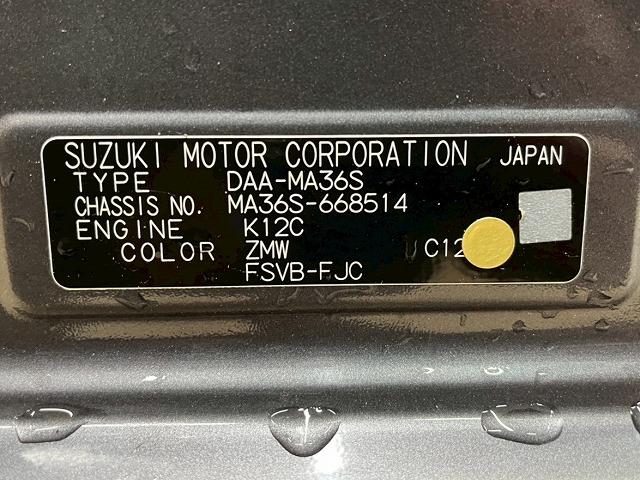 SUZUKI MOTOR CORPORATION JAPAN
TYPE DAA-MA36S
CHASSIS NO. MA36S-668514
ENGINE K12C
COLOR ZMW C12
FSVB-FJC